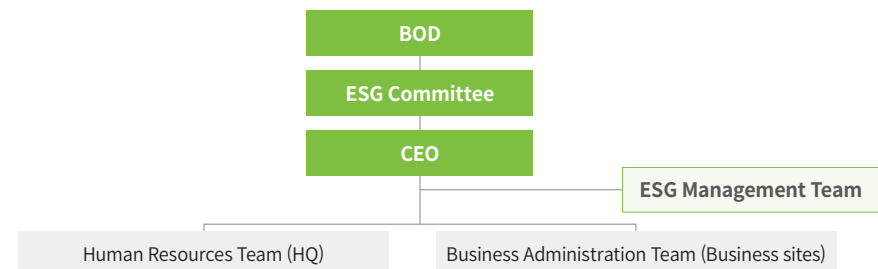 BOD
ESG Committee
CEO
ESG Management Team
Human Resources Team (HQ)
Business Administration Team (Business sites)